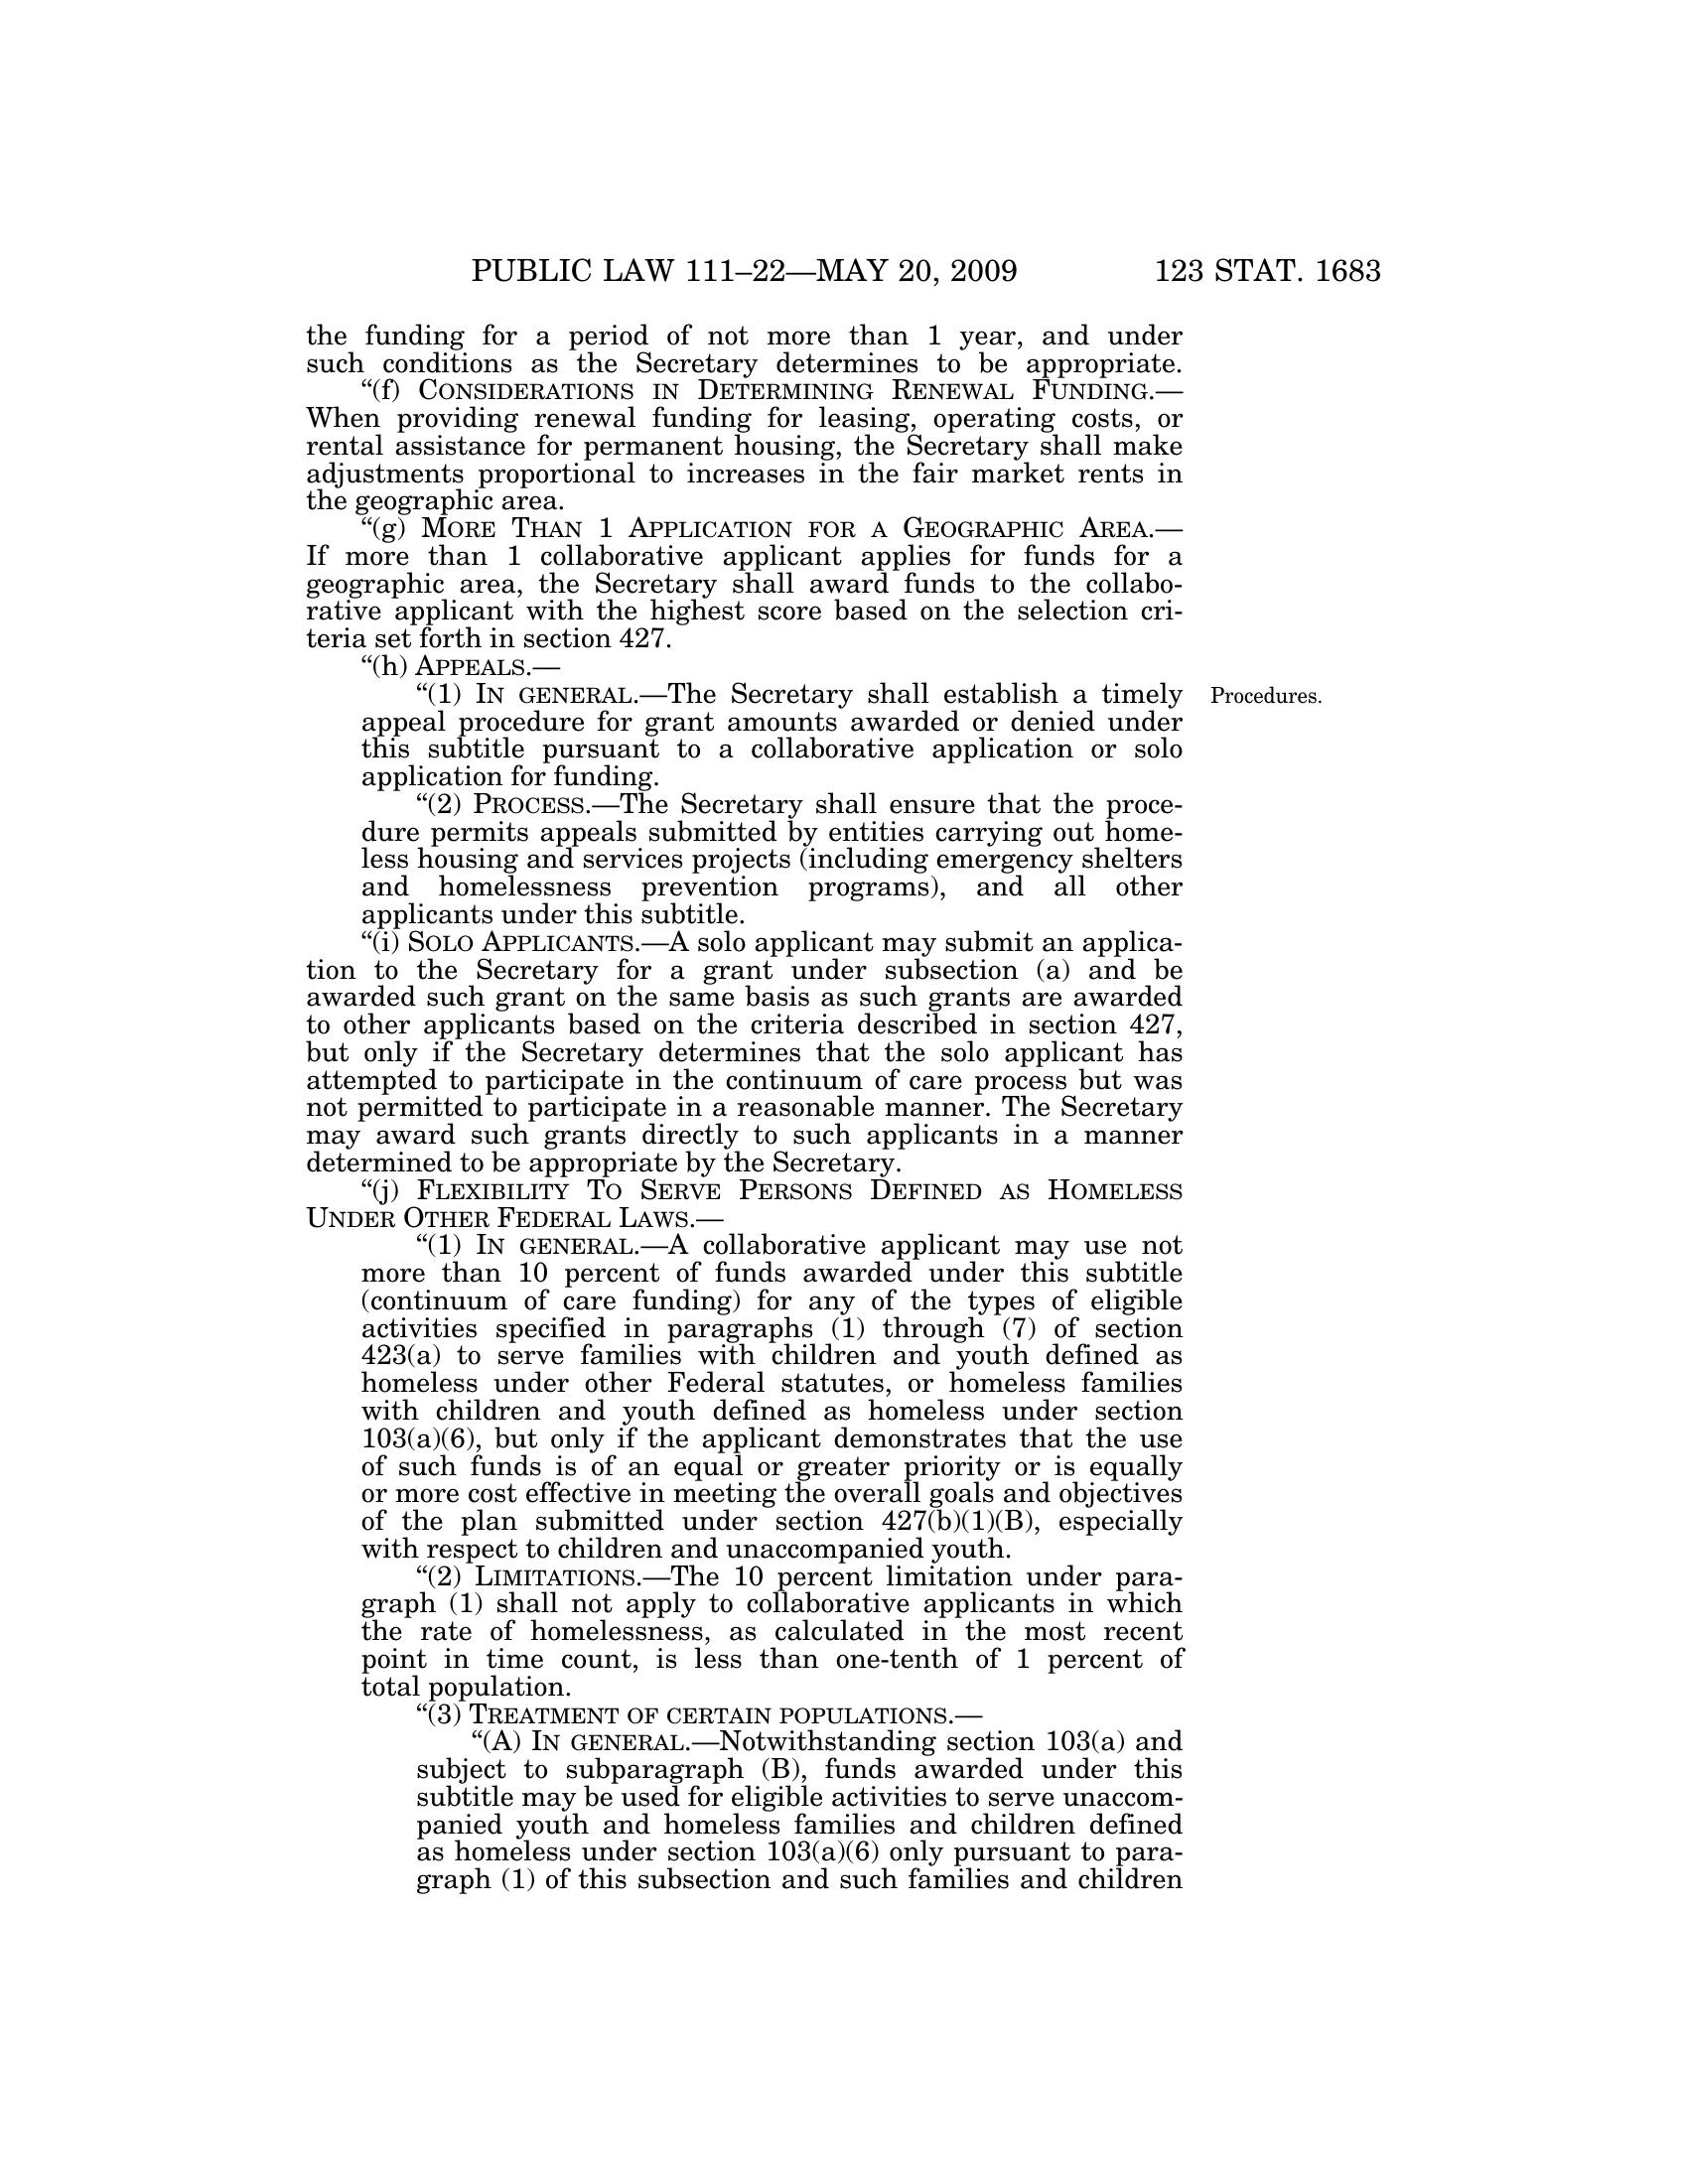 PUBLIC LAW 111–22—MAY 20, 2009 123 STAT. 1683
the funding for a period of not more than 1 year, and under
such conditions as the Secretary determines to be appropriate.
“(f) CONSIDERATIONS IN DETERMINING RENEWAL FUNDING.—
When providing renewal funding for leasing, operating costs, or
rental assistance for permanent housing, the Secretary shall make
adjustments proportional to increases in the fair market rents in
the geographic area.
“(g) MORE THAN 1 APPLICATION FOR A GEOGRAPHIC AREA.—
If more than 1 collaborative applicant applies for funds for a
geographic area, the Secretary shall award funds to the collabo-
rative applicant with the highest score based on the selection cri-
teria set forth in section 427.
“(h) APPEALS.—
“(1) IN GENERAL.—The Secretary shall establish a timely Procedures.
appeal procedure for grant amounts awarded or denied under
this subtitle pursuant to a collaborative application or solo
application for funding.
“(2) PROCESS.—The Secretary shall ensure that the proce-
dure permits appeals submitted by entities carrying out home-
less housing and services projects (including emergency shelters
and homelessness prevention programs), and all other
applicants under this subtitle.
“(i) SOLO APPLICANTS.—A solo applicant may submit an applica-
tion to the Secretary for a grant under subsection (a) and be
awarded such grant on the same basis as such grants are awarded
to other applicants based on the criteria described in section 427,
but only if the Secretary determines that the solo applicant has
attempted to participate in the continuum of care process but was
not permitted to participate in a reasonable manner. The Secretary
may award such grants directly to such applicants in a manner
determined to be appropriate by the Secretary.
“(j) FLEXIBILITY TO SERVE PERSONS DEFINED AS HOMELESS
UNDER OTHER FEDERAL LAWS.—
“(1) IN GENERAL.—A collaborative applicant may use not
more than 10 percent of funds awarded under this subtitle
(continuum of care funding) for any of the types of eligible
activities specified in paragraphs (1) through (7) of section
423(a) to serve families with children and youth defined as
homeless under other Federal statutes, or homeless families
with children and youth defined as homeless under section
103(a)(6), but only if the applicant demonstrates that the use
of such funds is of an equal or greater priority or is equally
or more cost effective in meeting the overall goals and objectives
of the plan submitted under section 427(b)(1)(B), especially
with respect to children and unaccompanied youth.
“(2) LIMITATIONS.—The 10 percent limitation under para-
graph (1) shall not apply to collaborative applicants in which
the rate of homelessness, as calculated in the most recent
point in time count, is less than one-tenth of 1 percent of
total population.
“(3) TREATMENT OF CERTAIN POPULATIONS.—
“(A) IN GENERAL.—Notwithstanding section 103(a) and
subject to subparagraph (B), funds awarded under this
subtitle may be used for eligible activities to serve unaccom-
panied youth and homeless families and children defined
as homeless under section 103(a)(6) only pursuant to para-
graph (1) of this subsection and such families and children